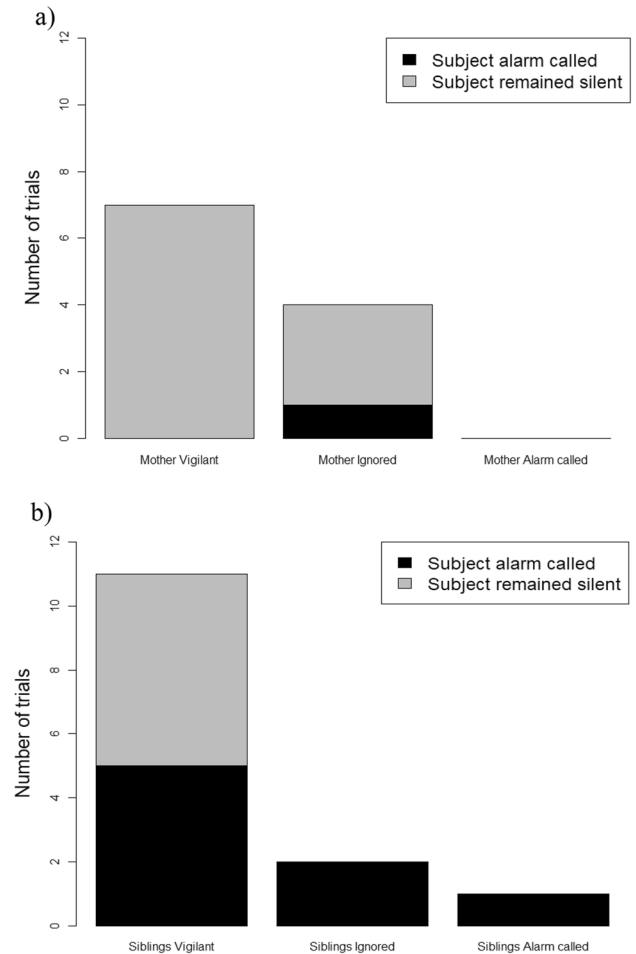 a)
Subject alarm called
Subject remained silent
Number of trials
12
10
8
6
4
2
0
Mother Vigilant Mother Ignored Mother Alarm called
b)
Subject alarm called
Subject remained silent
Number of trials
12
10
8
6
4
2
0
Siblings Vigilant Siblings Ignored Siblings Alarm called